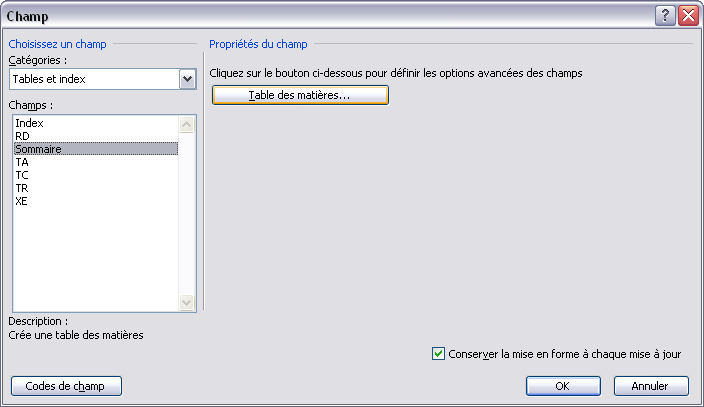 Champ
Choisissez un champ
Catégories :
Tables et index
Champs :
Index
RD
Sommaire
TA
TC
TR
XE
Description :
Crée une table des matières
Propriétés du champ
Cliquez sur le bouton ci-dessous pour définir les options avancées des champs
Table des matières...
Conserver la mise en forme à chaque mise à jour
Codes de champ
OK
Annuler